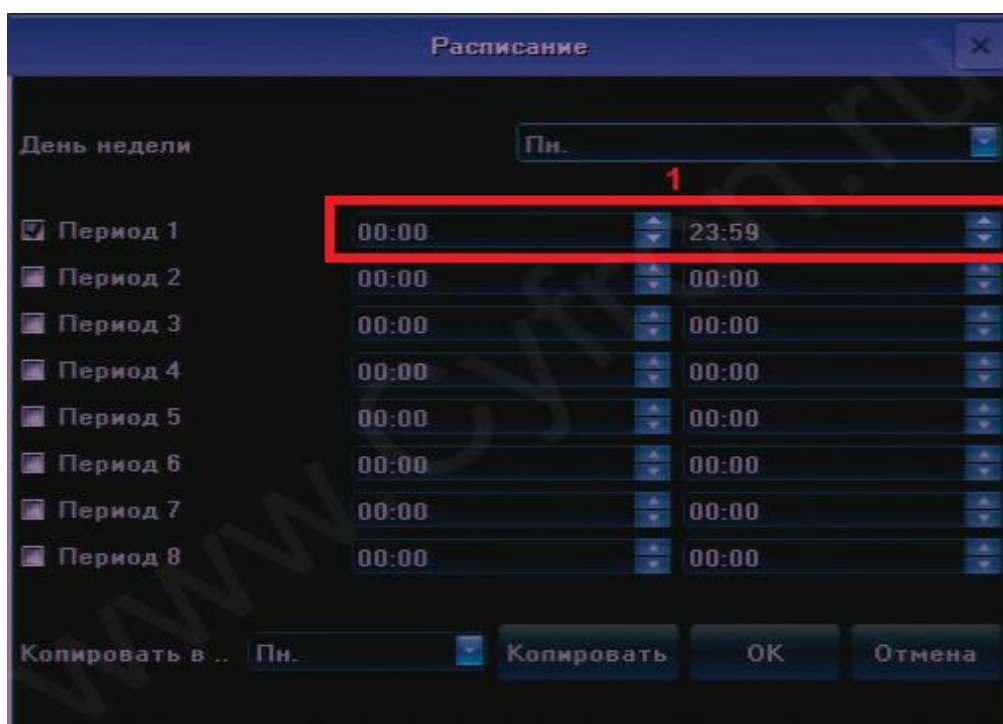 Расписание
День недели Пн.
1
Период 1 00:00 23:59
Период 2 00:00 00:00
Период 3 00:00 00:00
Период 4 00:00 00:00
Период 5 00:00 00:00
Период 6 00:00 00:00
Период 7 00:00 00:00
Период 8 00:00 00:00
Копировать в .. Пн. Копировать ОК Отмена
www.Cyfron.ru